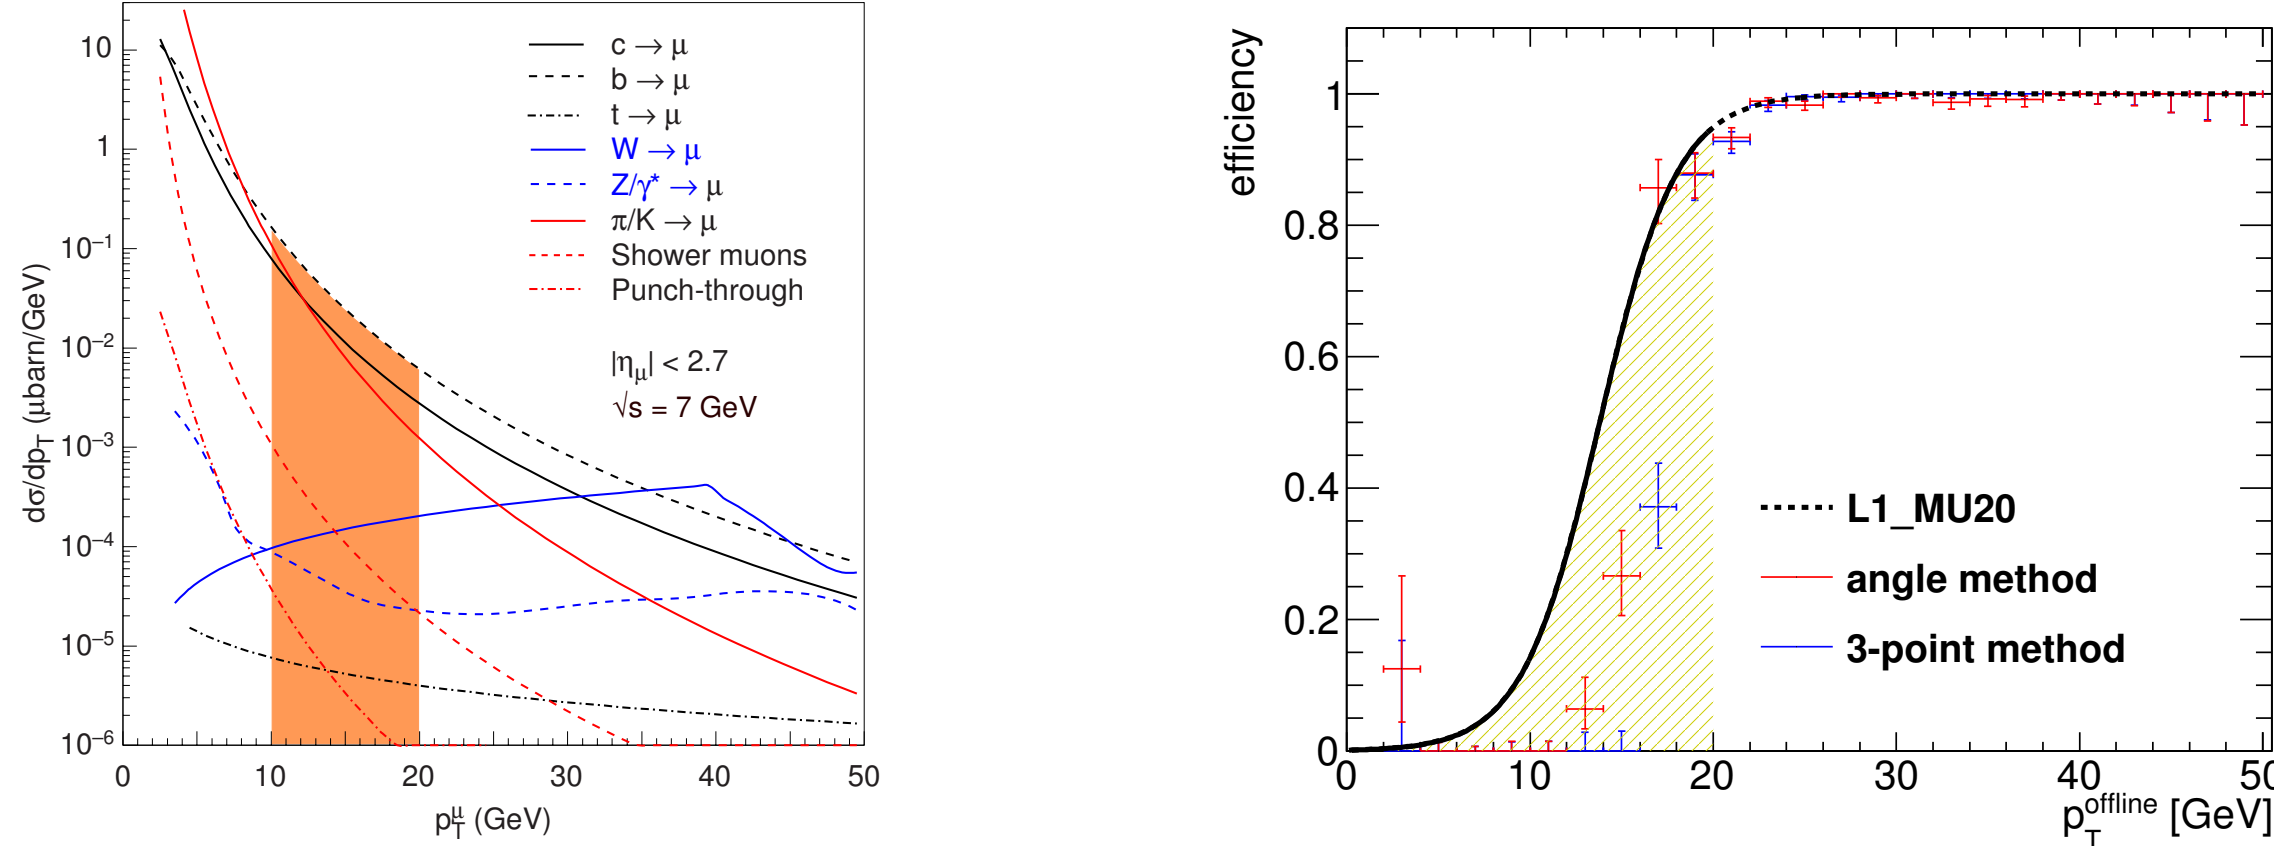 10
1
10⁻¹
10⁻²
10⁻³
10⁻⁴
10⁻⁵
10⁻⁶
dσ/dp_T (μbarn/GeV)
c → μ
b → μ
t → μ
W → μ
Z/γ* → μ
π/K → μ
Shower muons
Punch-through
|η_μ| < 2.7
√s = 7 GeV
0 10 20 30 40 50
p_T^μ (GeV)
efficiency
1
0.8
0.6
0.4
0.2
0
L1_MU20
angle method
3-point method
0 10 20 30 40 50
p_T^offline [GeV]